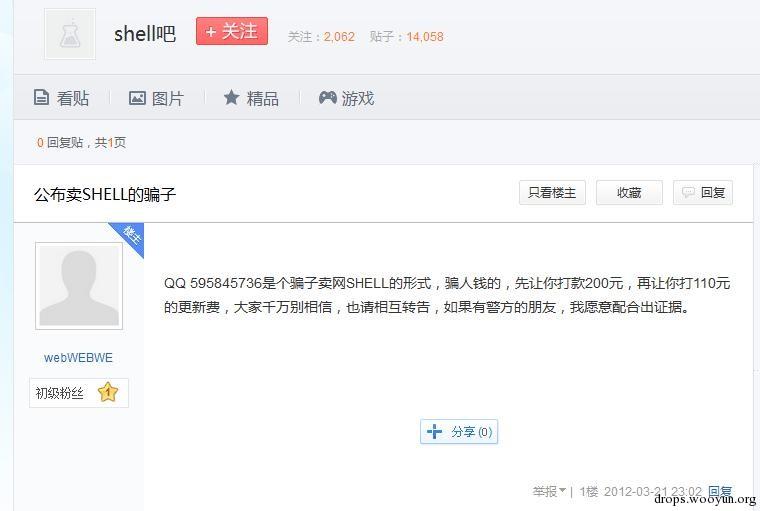 shell吧
+ 关注
关注：2,062 贴子：14,058
看贴 图片 精品 游戏
0 回复贴，共1页
公布卖SHELL的骗子
只看楼主 收藏 回复
楼主
QQ 595845736是个骗子卖网SHELL的形式，骗人钱的，先让你打款200元，再让你打110元
的更新费，大家千万别相信，也请相互转告，如果有警方的朋友，我愿意配合出证据。
webWEBWE
初级粉丝 1
分享 (0)
举报 | 1楼 2012-03-21 23:02 回复
drops.wooyun.org